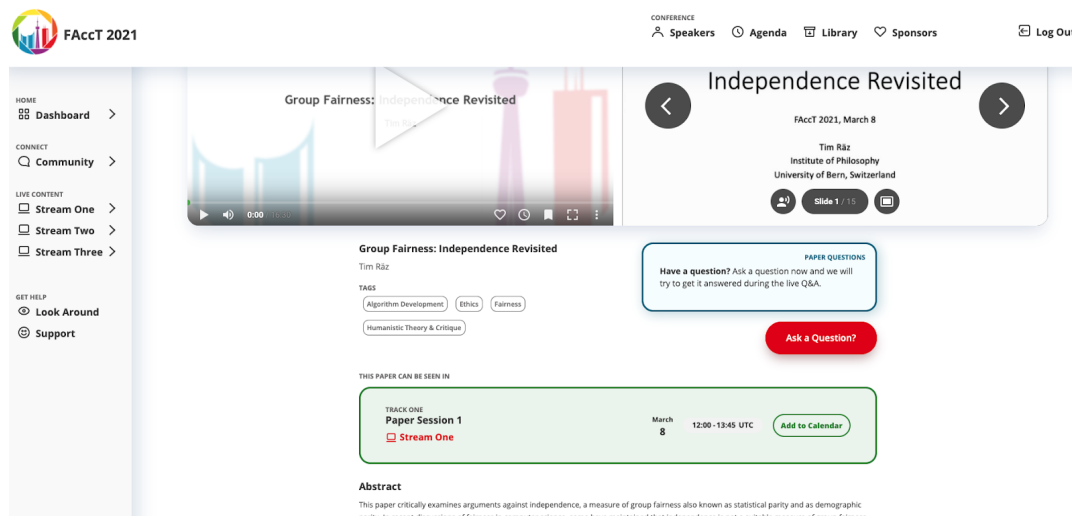 FAccT 2021
CONFERENCE
Speakers Agenda Library Sponsors
Log Out
HOME
Dashboard
CONNECT
Community
LIVE CONTENT
Stream One
Stream Two
Stream Three
GET HELP
Look Around
Support
Group Fairness: Independence Revisited
Tim Räz
0:00 16:20
Independence Revisited
FAccT 2021, March 8
Tim Räz
Institute of Philosophy
University of Bern, Switzerland
Slide 1 / 15
Group Fairness: Independence Revisited
Tim Räz
TAGS
Algorithm Development Ethics Fairness
Humanistic Theory & Critique
PAPER QUESTIONS
Have a question? Ask a question now and we will
try to get it answered during the live Q&A.
Ask a Question?
THIS PAPER CAN BE SEEN IN
TRACK ONE
Paper Session 1
Stream One
March
8
12:00 - 13:45 UTC
Add to Calendar
Abstract
This paper critically examines arguments against independence, a measure of group fairness also known as statistical parity and as demographic